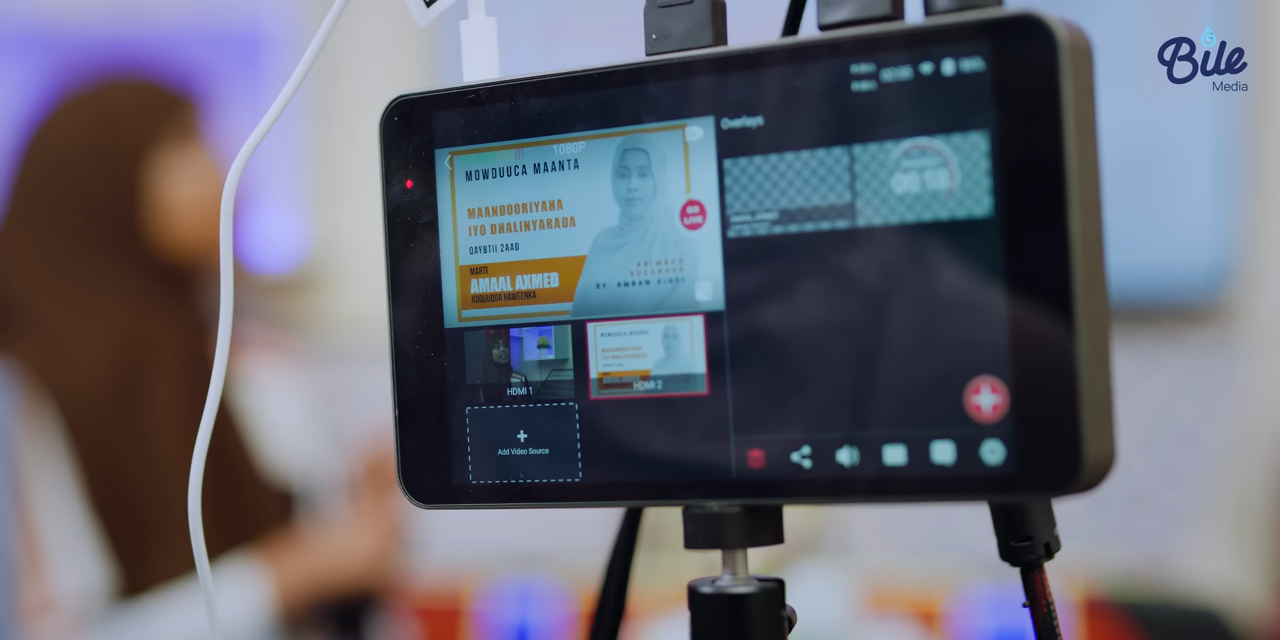 Bile
Media
Overlays
1080P
MOWDUUCA MAANTA
MAANDOORIYAHA
IYO DHALINYARADA
QAYBTII 2AAD
MARTI
AMAAL AXMED
XUQUUQDA HAWEENKA
GO
LIVE
HDMI 1
HDMI 2
Add Video Source